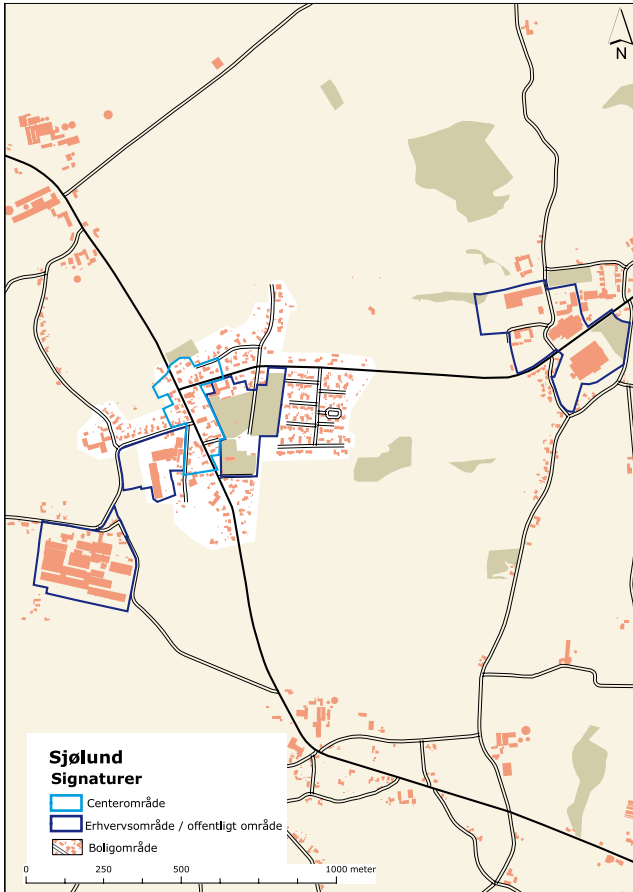 N
Sjølund
Signaturer
Centerområde
Erhvervsområde / offentligt område
Boligområde
0 250 500 1000 meter